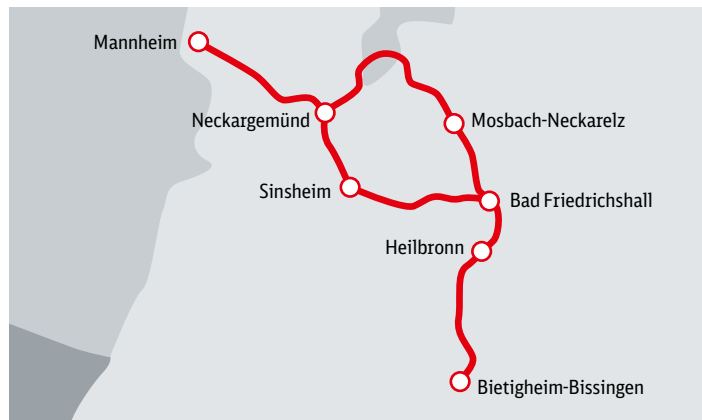 Mannheim
Neckargemünd
Mosbach-Neckarelz
Sinsheim
Bad Friedrichshall
Heilbronn
Bietigheim-Bissingen